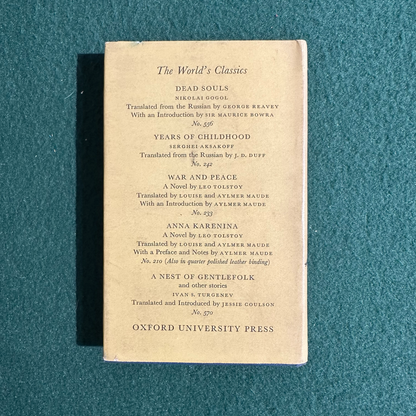 The World's Classics
DEAD SOULS
NIKOLAI GOGOL
Translated from the Russian by GEORGE REAVEY
With an Introduction by SIR MAURICE BOWRA
No. 556
YEARS OF CHILDHOOD
SERGHEI AKSAKOFF
Translated from the Russian by J. D. DUFF
No. 242
WAR AND PEACE
A Novel by LEO TOLSTOY
Translated by LOUISE and AYLMER MAUDE
With an Introduction by AYLMER MAUDE
No. 233
ANNA KARENINA
A Novel by LEO TOLSTOY
Translated by LOUISE and AYLMER MAUDE
With a Preface and Notes by AYLMER MAUDE
No. 210 (Also in quarter polished leather binding)
A NEST OF GENTLEFOLK
and other stories
IVAN S. TURGENEV
Translated and Introduced by JESSIE COULSON
No. 570
OXFORD UNIVERSITY PRESS